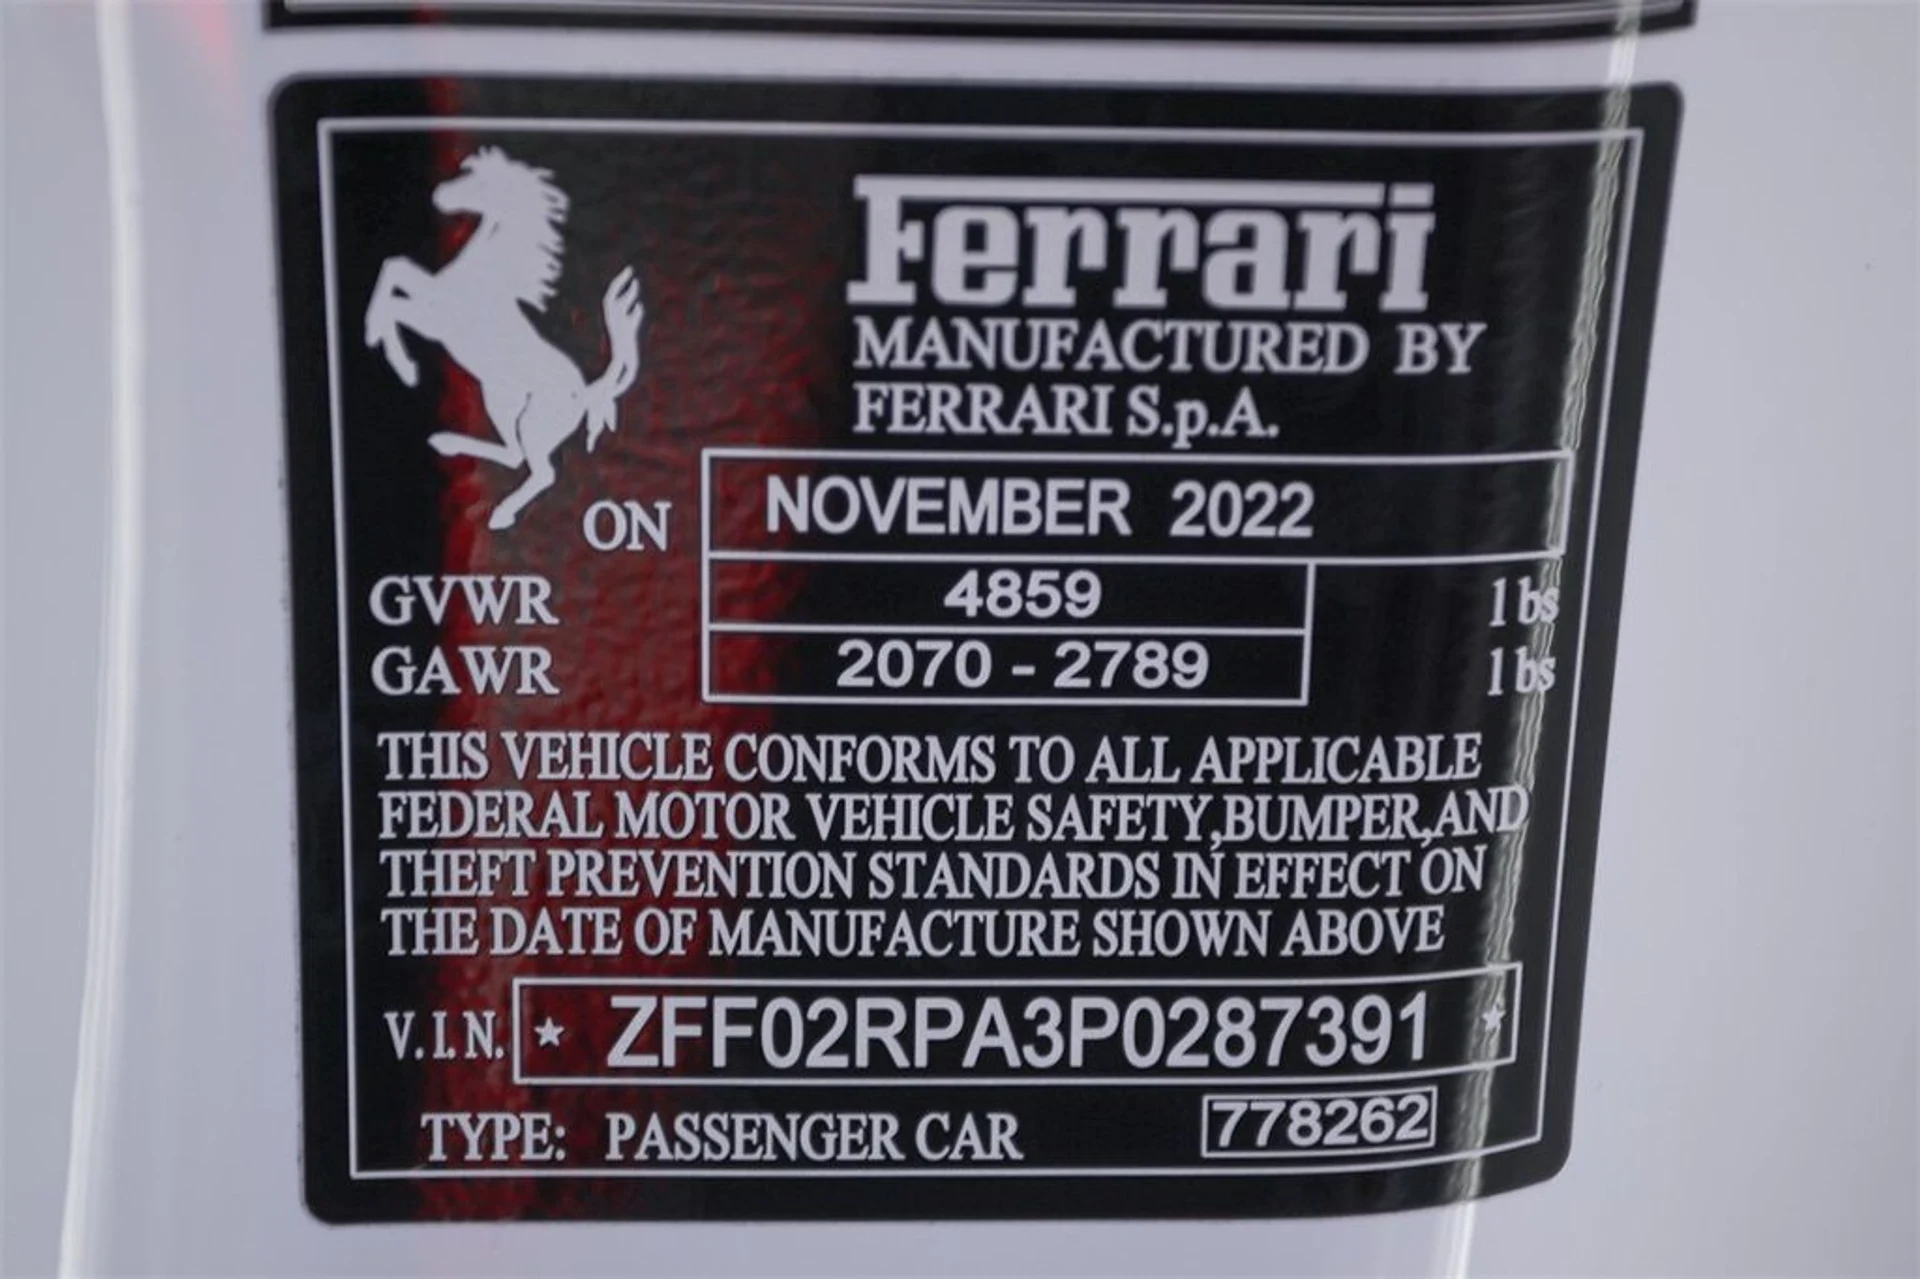 Ferrari
MANUFACTURED BY
FERRARI S.p.A.
ON NOVEMBER 2022
GVWR 4859 lbs
GAWR 2070 - 2789 lbs
THIS VEHICLE CONFORMS TO ALL APPLICABLE
FEDERAL MOTOR VEHICLE SAFETY,BUMPER,AND
THEFT PREVENTION STANDARDS IN EFFECT ON
THE DATE OF MANUFACTURE SHOWN ABOVE
V.I.N. ★ ZFF02RPA3P0287391 ★
TYPE: PASSENGER CAR 778262